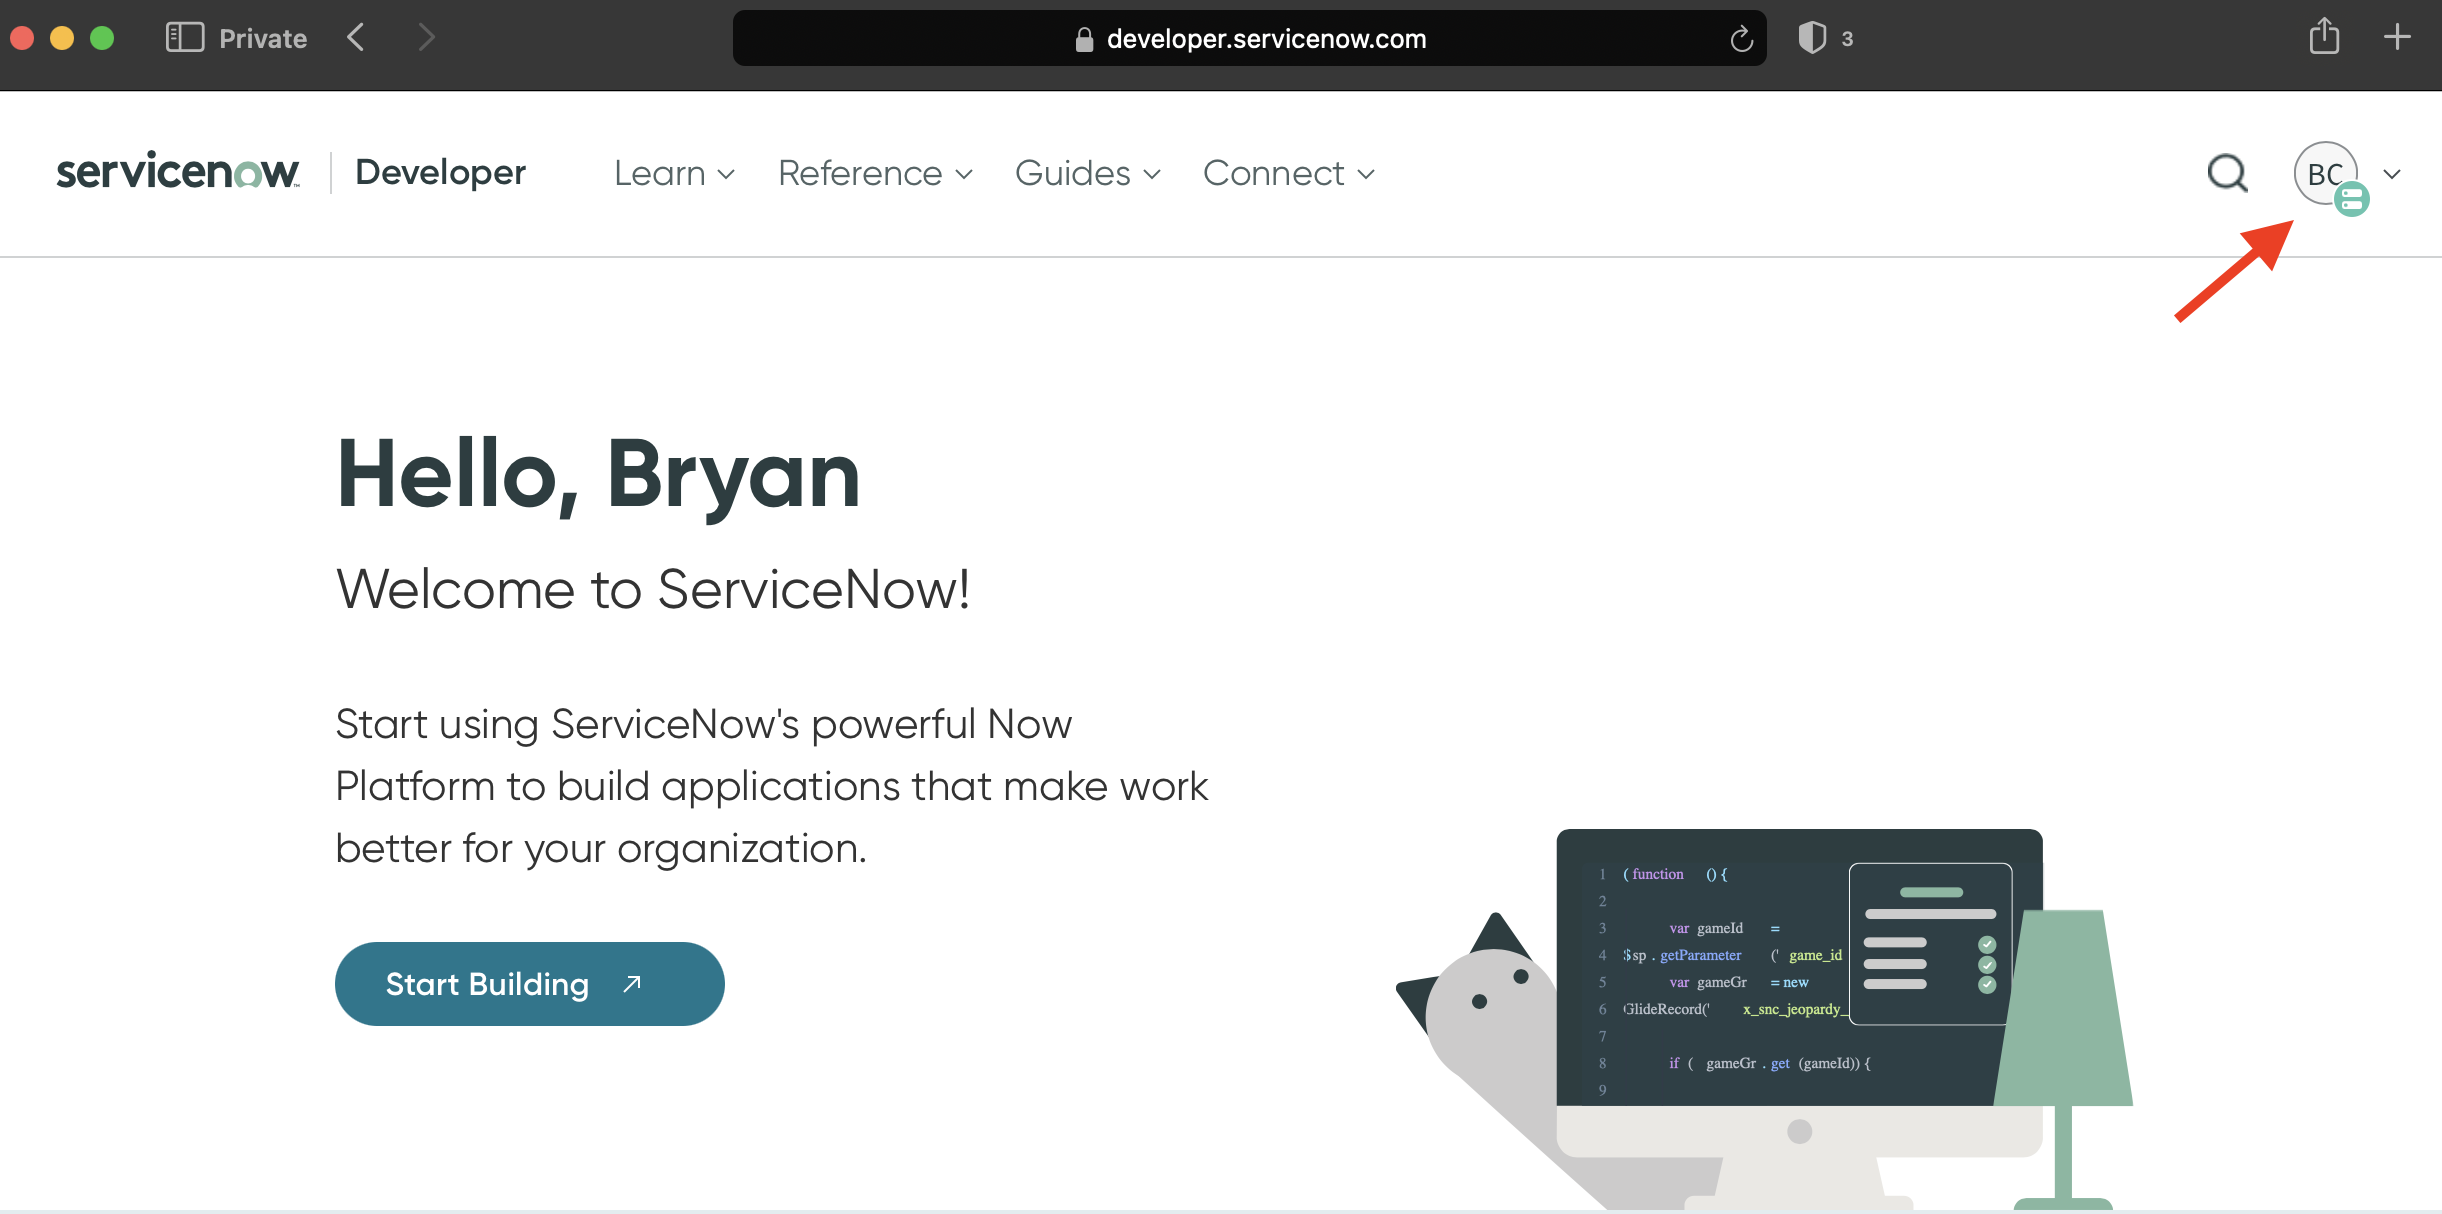 Private
developer.servicenow.com
3
servicenow™ Developer Learn Reference Guides Connect
BC
Hello, Bryan
Welcome to ServiceNow!
Start using ServiceNow's powerful Now
Platform to build applications that make work
better for your organization.
Start Building
1 (function () {
2
3 var gameId =
4 $sp . getParameter (' game_id
5 var gameGr = new
6 GlideRecord(' x_snc_jeopardy_
7
8 if ( gameGr . get (gameId)) {
9